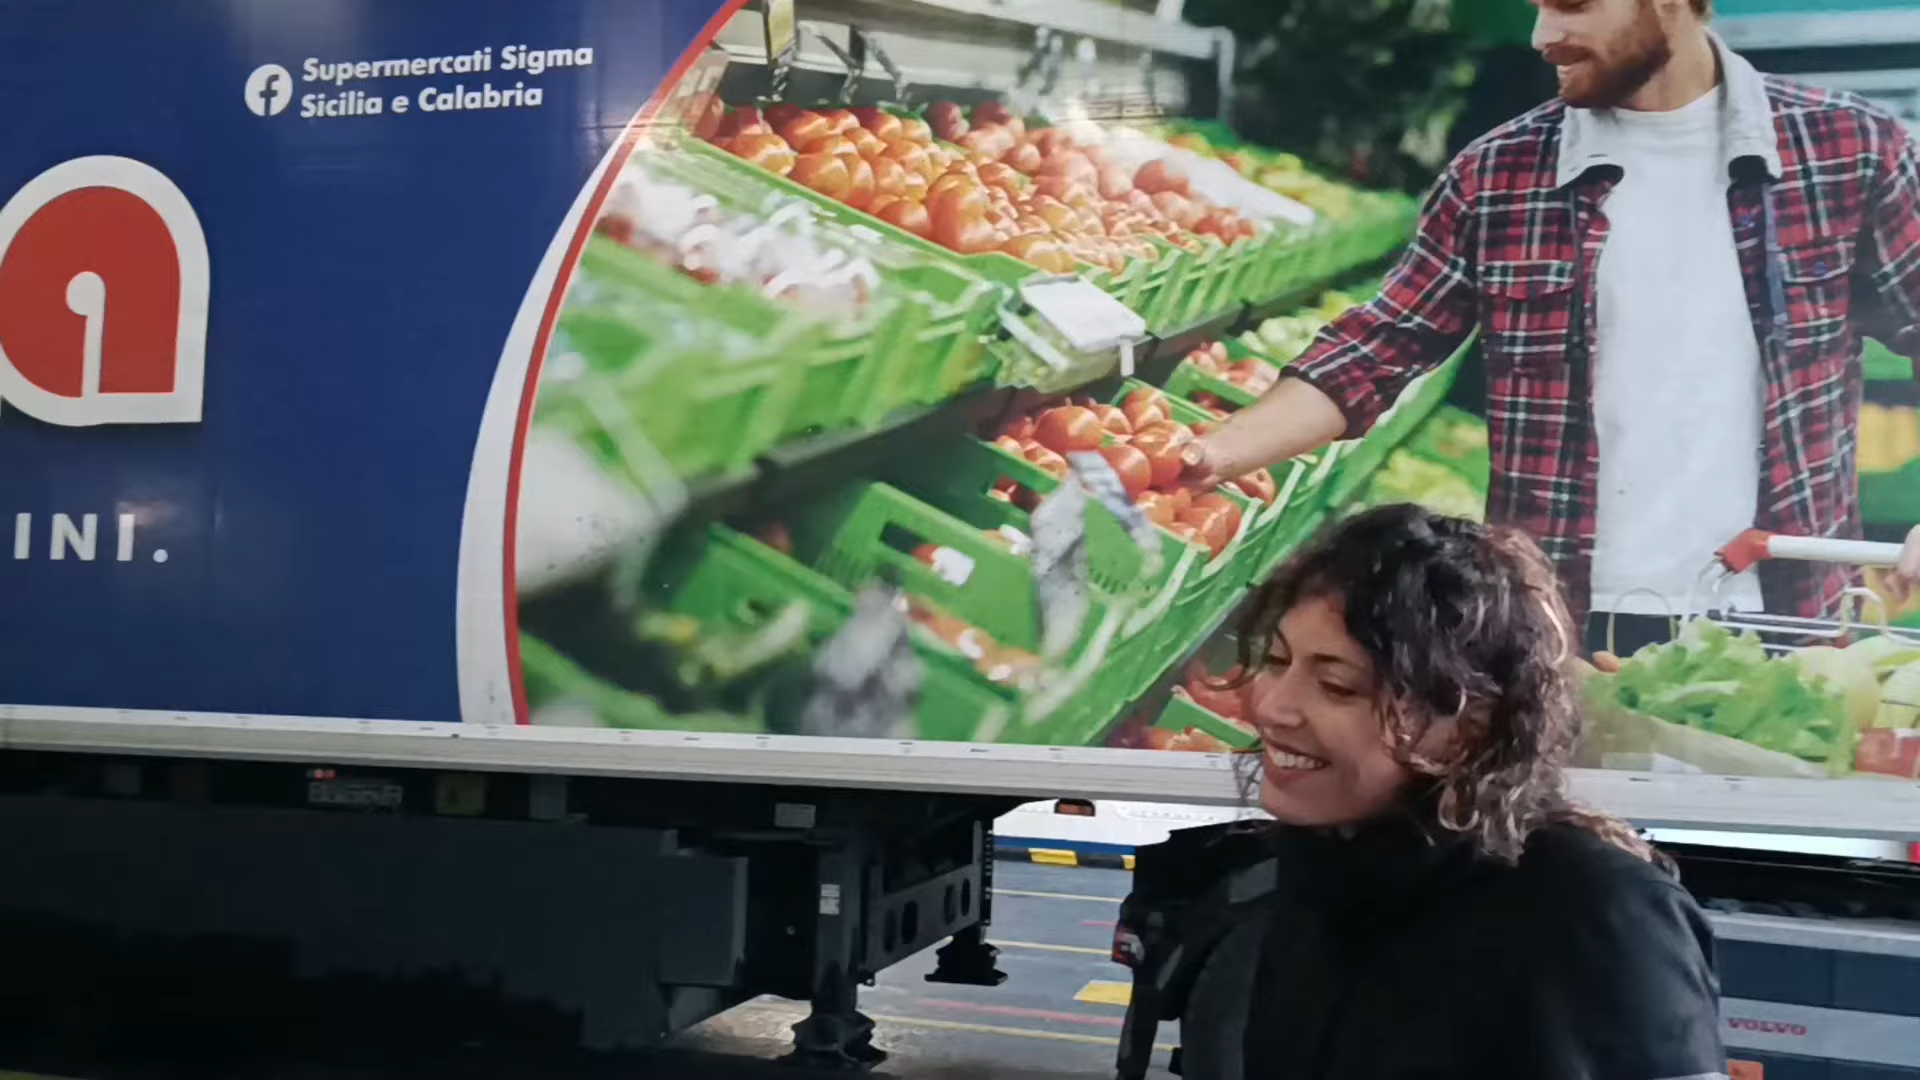 Supermercati Sigma
Sicilia e Calabria
a
INI.
VOLVO